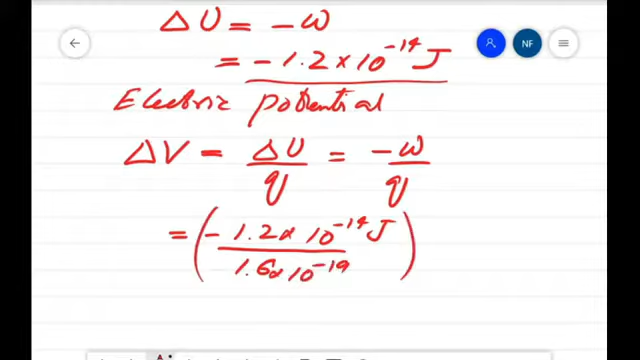 NF
ΔU = -w
= -1.2 × 10^-14 J
Electric potential
ΔV = ΔU/q = -w/q
= (-1.2 × 10^-14 J / 1.6 × 10^-19)